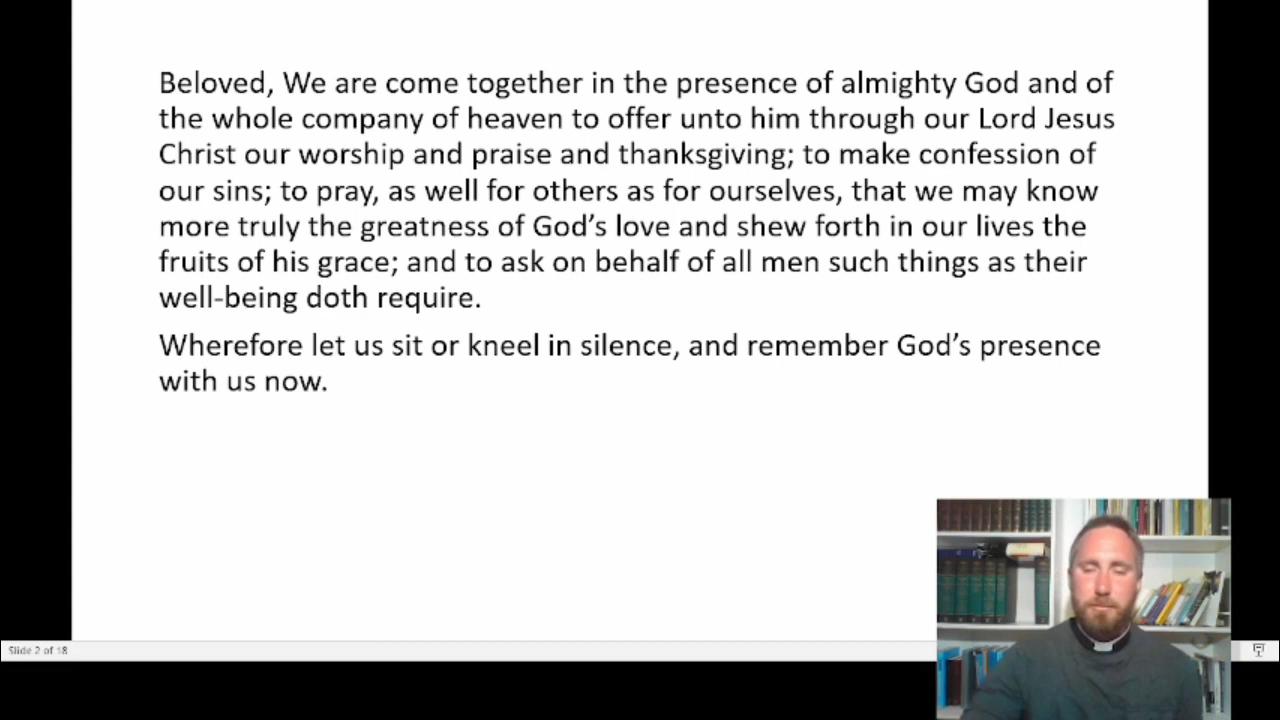 Beloved, We are come together in the presence of almighty God and of
the whole company of heaven to offer unto him through our Lord Jesus
Christ our worship and praise and thanksgiving; to make confession of
our sins; to pray, as well for others as for ourselves, that we may know
more truly the greatness of God’s love and shew forth in our lives the
fruits of his grace; and to ask on behalf of all men such things as their
well-being doth require.
Wherefore let us sit or kneel in silence, and remember God’s presence
with us now.
Slide 2 of 18